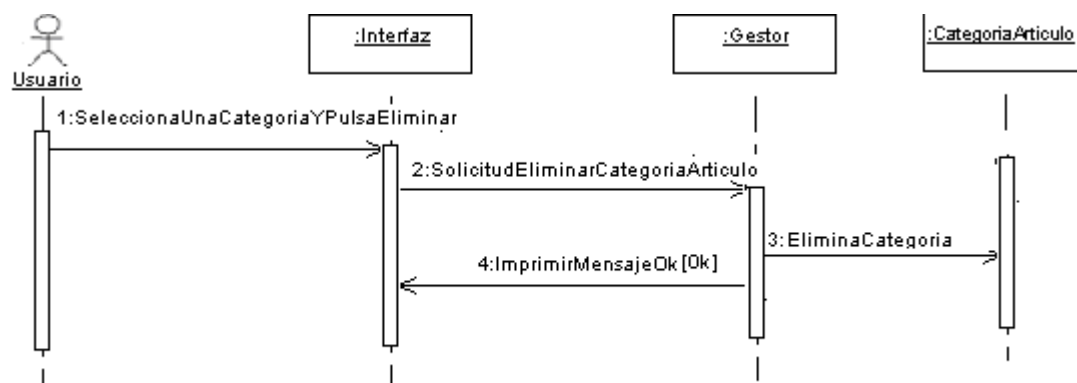 :Interfaz
:Gestor
:CategoriaArticulo
Usuario
1:SeleccionaUnaCategoriaYPulsaEliminar
2:SolicitudEliminarCategoriaArticulo
3:EliminaCategoria
4:ImprimirMensajeOk[Ok]